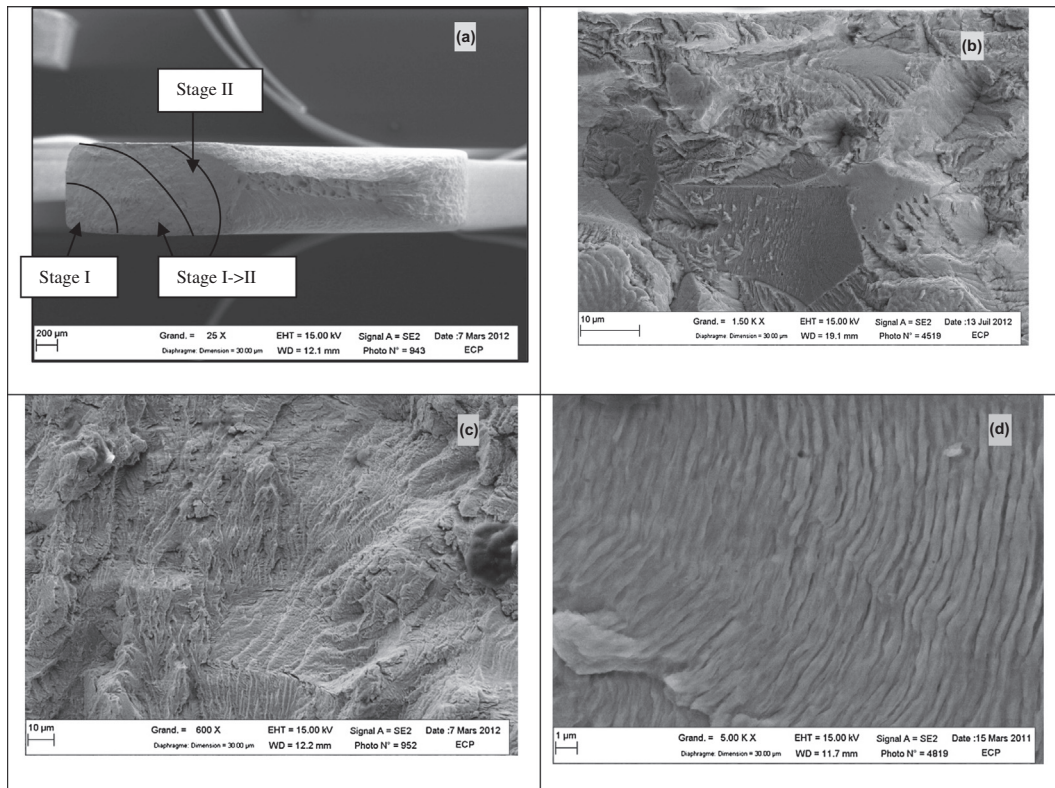 (a)
Stage II
Stage I
Stage I->II
200 µm
Grand. = 25 X
EHT = 15.00 kV
Signal A = SE2
Date :7 Mars 2012
Diaphragme: Dimension = 30.00 µm
WD = 12.1 mm
Photo N° = 943
ECP
(b)
10 µm
Grand. = 1.50 K X
EHT = 15.00 kV
Signal A = SE2
Date :13 Juil 2012
Diaphragme: Dimension = 30.00 µm
WD = 19.1 mm
Photo N° = 4519
ECP
(c)
10 µm
Grand. = 600 X
EHT = 15.00 kV
Signal A = SE2
Date :7 Mars 2012
Diaphragme: Dimension = 30.00 µm
WD = 12.2 mm
Photo N° = 952
ECP
(d)
1 µm
Grand. = 5.00 K X
EHT = 15.00 kV
Signal A = SE2
Date :15 Mars 2011
Diaphragme: Dimension = 30.00 µm
WD = 11.7 mm
Photo N° = 4819
ECP